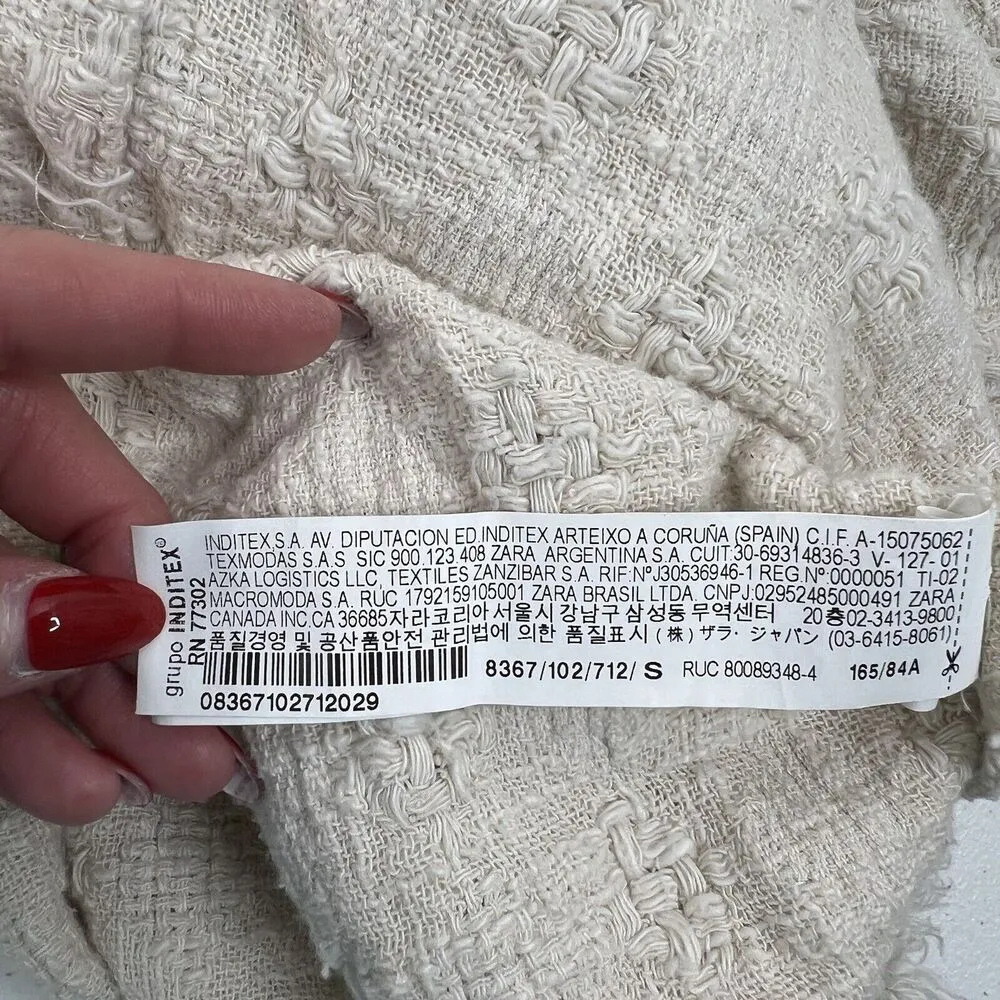 grupo INDITEX®
RN 77302
INDITEX,S.A. AV. DIPUTACION ED.INDITEX ARTEIXO A CORUÑA (SPAIN) C.I.F. A-15075062
TEXMODAS S.A.S SIC 900.123.408 ZARA ARGENTINA S.A. CUIT:30-69314836-3 V-127-01
AZKA LOGISTICS LLC, TEXTILES ZANZIBAR S.A. RIF:NºJ30536946-1 REG.Nº:0000051 TI-02
MACROMODA S.A. RUC 1792159105001 ZARA BRASIL LTDA. CNPJ:02952485000491 ZARA
CANADA INC.CA 36685자라코리아 서울시 강남구 삼성동 무역센터 20층02-3413-9800
품질경영 및 공산품안전 관리법에 의한 품질표시 (株) ザラ・ジャパン (03-6415-8061)
8367/102/712/ S RUC 80089348-4 165/84A
08367102712029